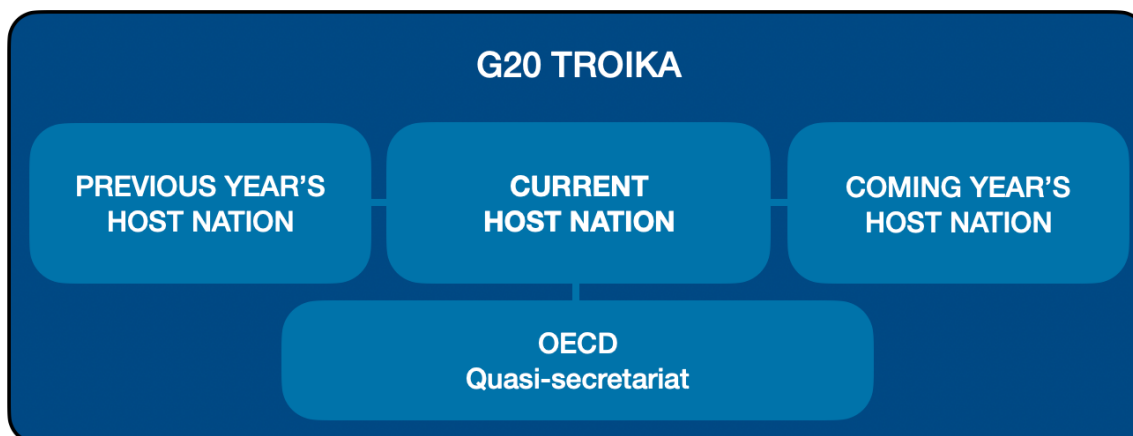 G20 TROIKA
PREVIOUS YEAR’S
HOST NATION
CURRENT
HOST NATION
COMING YEAR’S
HOST NATION
OECD
Quasi-secretariat